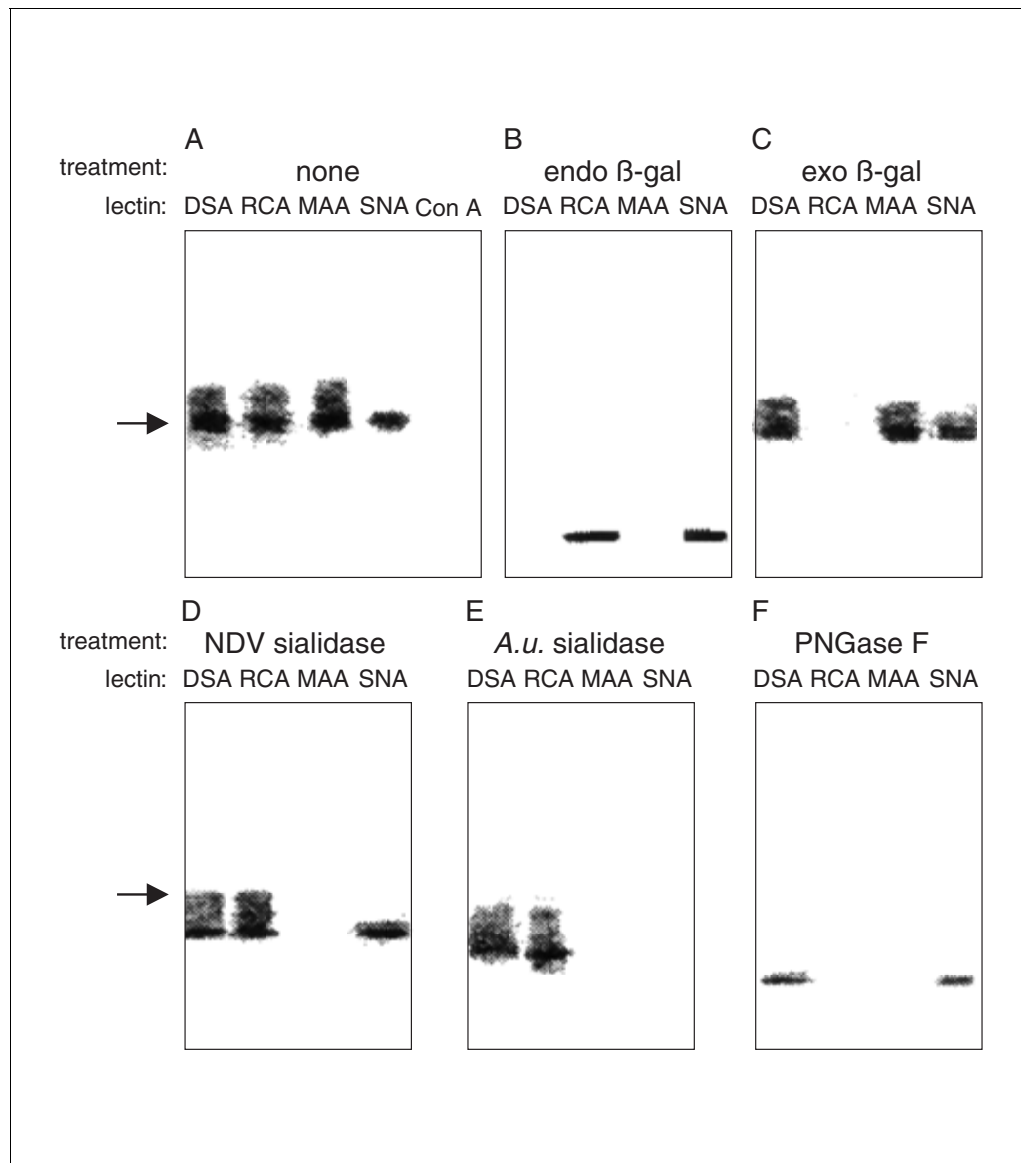 A
treatment: none
lectin: DSA RCA MAA SNA Con A
B
endo ß-gal
DSA RCA MAA SNA
C
exo ß-gal
DSA RCA MAA SNA
D
treatment: NDV sialidase
lectin: DSA RCA MAA SNA
E
A.u. sialidase
DSA RCA MAA SNA
F
PNGase F
DSA RCA MAA SNA